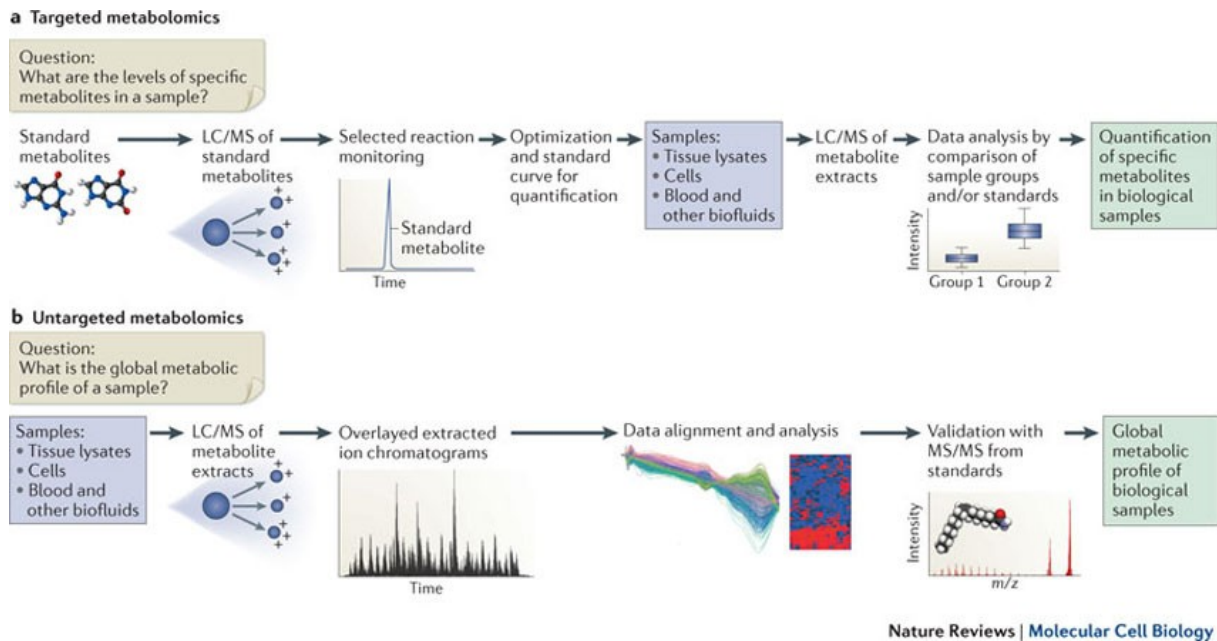 a Targeted metabolomics
Question:
What are the levels of specific
metabolites in a sample?
Standard
metabolites
LC/MS of
standard
metabolites
+
+
+
+
+
+
Selected reaction
monitoring
Standard
metabolite
Time
Optimization
and standard
curve for
quantification
Samples:
• Tissue lysates
• Cells
• Blood and
other biofluids
LC/MS of
metabolite
extracts
Data analysis by
comparison of
sample groups
and/or standards
Intensity
Group 1 Group 2
Quantification
of specific
metabolites
in biological
samples
b Untargeted metabolomics
Question:
What is the global metabolic
profile of a sample?
Samples:
• Tissue lysates
• Cells
• Blood and
other biofluids
LC/MS of
metabolite
extracts
+
+
+
+
+
+
Overlayed extracted
ion chromatograms
Time
Data alignment and analysis
Validation with
MS/MS from
standards
Intensity
m/z
Global
metabolic
profile of
biological
samples
Nature Reviews | Molecular Cell Biology